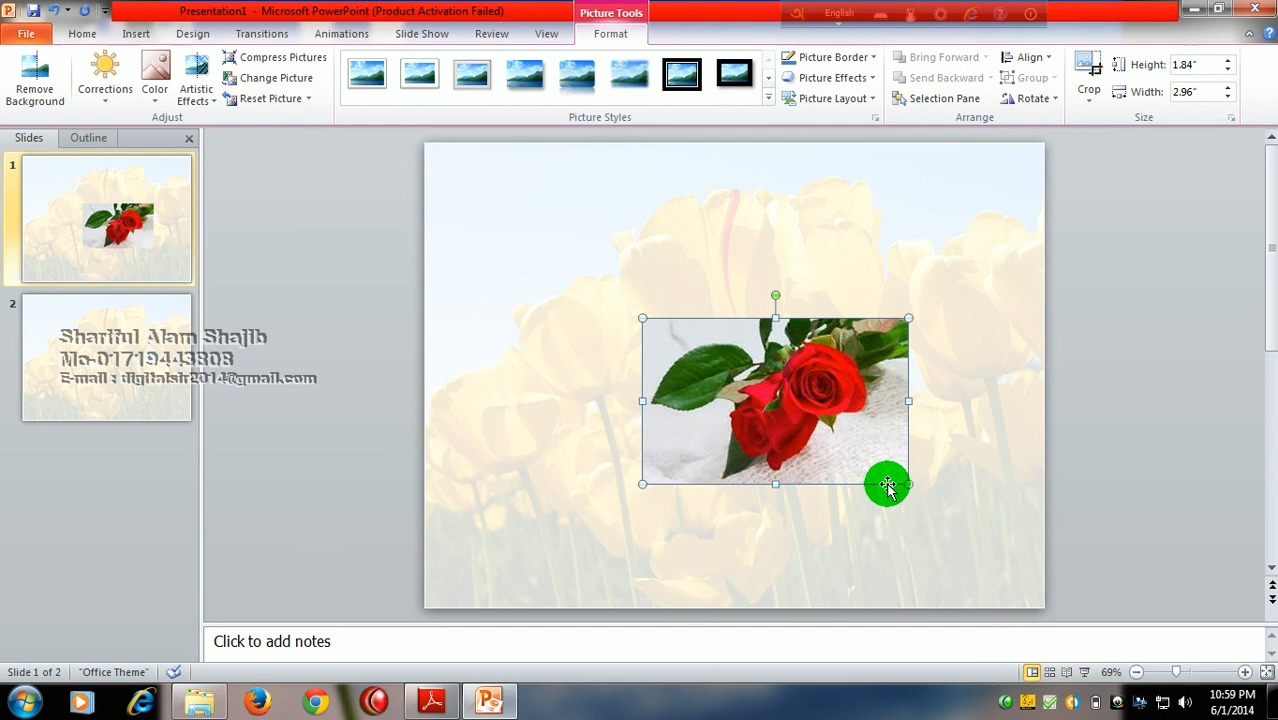 Presentation1 - Microsoft PowerPoint (Product Activation Failed)
Picture Tools
English
File
Home
Insert
Design
Transitions
Animations
Slide Show
Review
View
Format
Remove Background
Corrections
Color
Artistic Effects
Compress Pictures
Change Picture
Reset Picture
Adjust
Picture Styles
Picture Border
Picture Effects
Picture Layout
Bring Forward
Send Backward
Selection Pane
Align
Group
Rotate
Arrange
Crop
Height: 1.84"
Width: 2.96"
Size
Slides
Outline
1
2
Shariful Alam Shajib
Mo-01719443808
E-mail : digitalsir2014@gmail.com
Click to add notes
Slide 1 of 2
"Office Theme"
69%
10:59 PM
6/1/2014